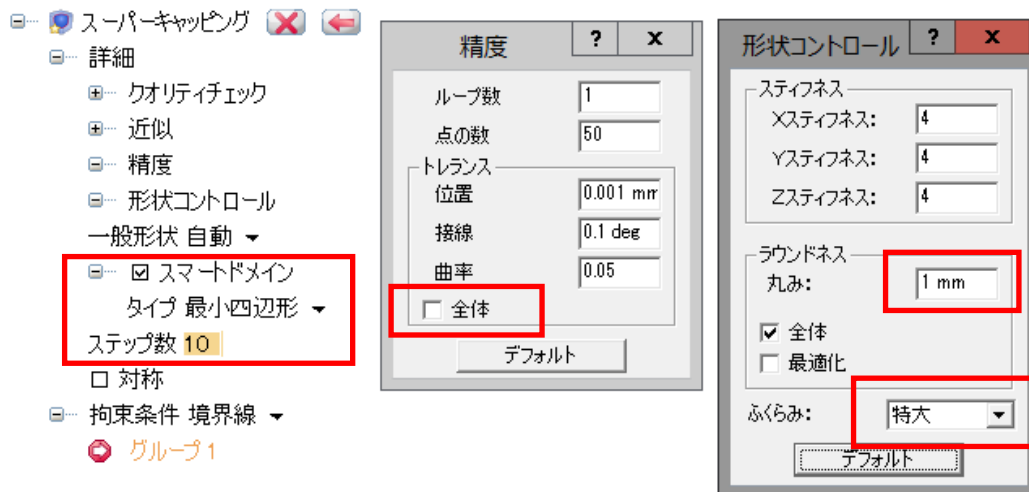 スーパーキャッピング
詳細
クオリティチェック
近似
精度
形状コントロール
一般形状 自動
スマートドメイン
タイプ 最小四辺形
ステップ数 10
対称
拘束条件 境界線
グループ 1
精度 ? x
ループ数 1
点の数 50
トレランス
位置 0.001 mm
接線 0.1 deg
曲率 0.05
全体
デフォルト
形状コントロール ? x
スティフネス
Xスティフネス: 4
Yスティフネス: 4
Zスティフネス: 4
ラウンドネス
丸み: 1 mm
全体
最適化
ふくらみ: 特大
デフォルト